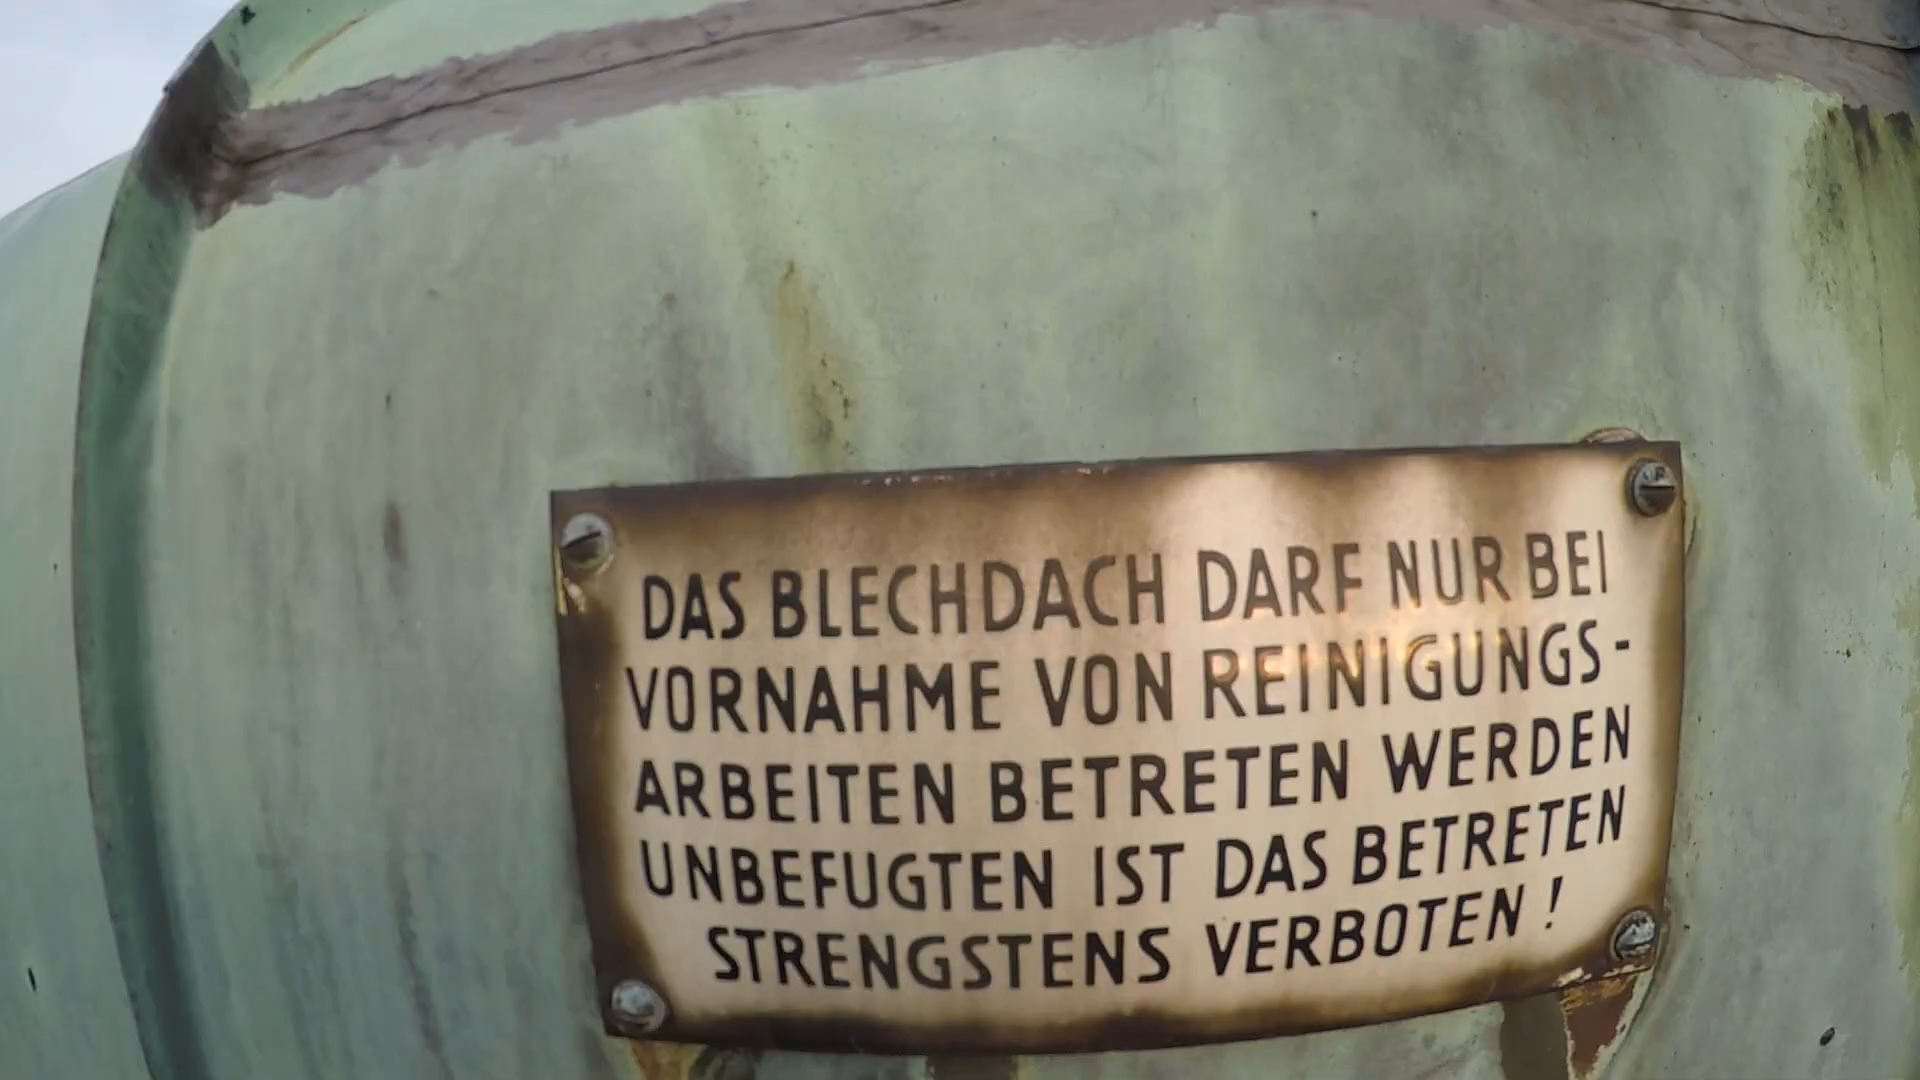 DAS BLECHDACH DARF NUR BEI
VORNAHME VON REINIGUNGS-
ARBEITEN BETRETEN WERDEN
UNBEFUGTEN IST DAS BETRETEN
STRENGSTENS VERBOTEN!